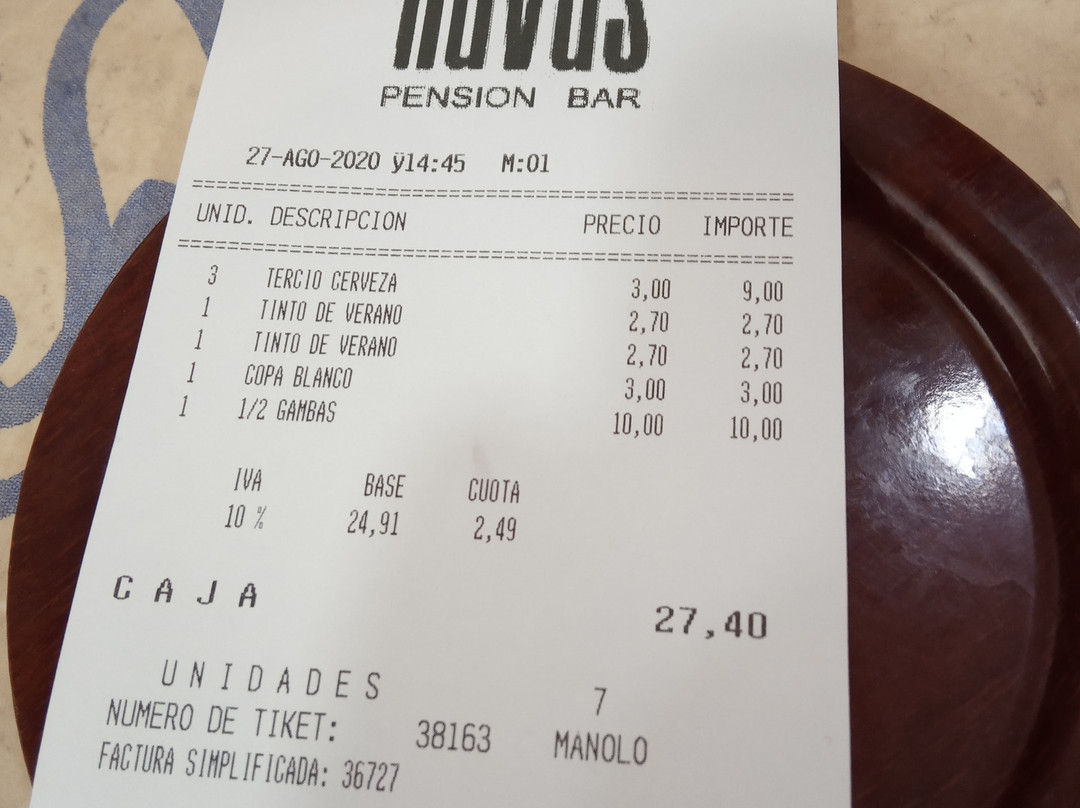 navas
PENSION BAR
27-AGO-2020 ÿ14:45 M:01
================================================
UNID. DESCRIPCION PRECIO IMPORTE
================================================
3 TERCIO CERVEZA 3,00 9,00
1 TINTO DE VERANO 2,70 2,70
1 TINTO DE VERANO 2,70 2,70
1 COPA BLANCO 3,00 3,00
1 1/2 GAMBAS 10,00 10,00
IVA BASE CUOTA
10 % 24,91 2,49
CAJA 27,40
UNIDADES 7
NUMERO DE TIKET: 38163 MANOLO
FACTURA SIMPLIFICADA: 36727